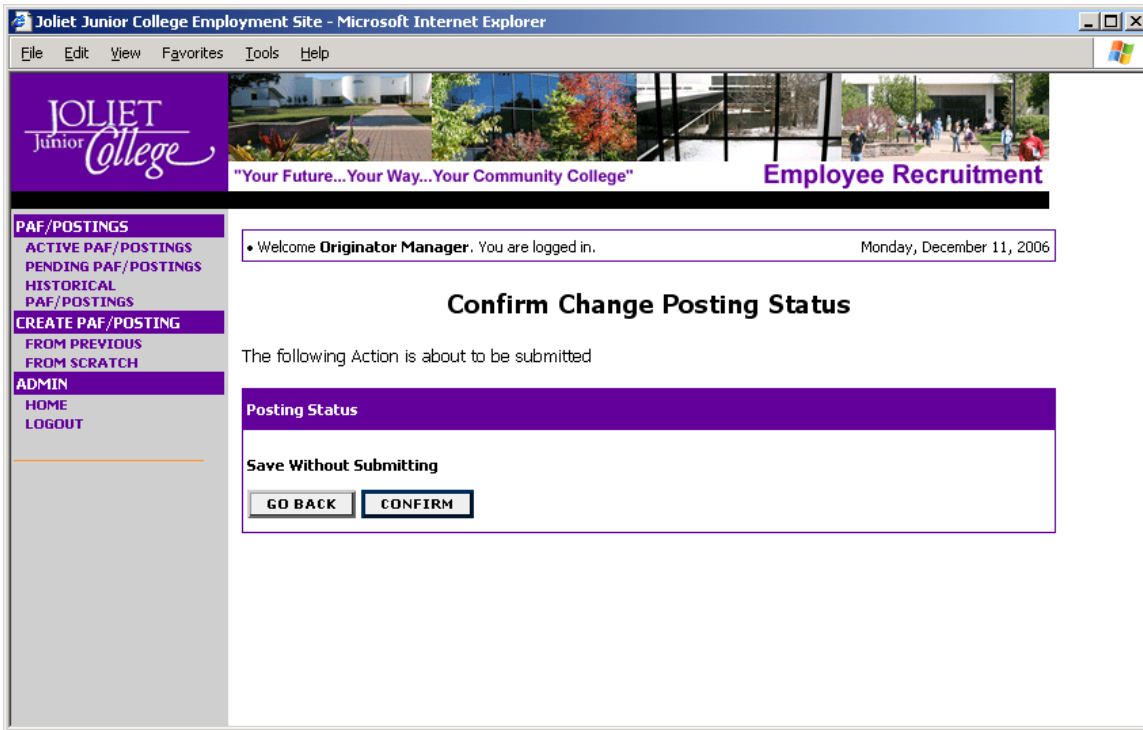 Joliet Junior College Employment Site - Microsoft Internet Explorer
File Edit View Favorites Tools Help
JOLIET
Junior College
"Your Future...Your Way...Your Community College"
Employee Recruitment
PAF/POSTINGS
ACTIVE PAF/POSTINGS
PENDING PAF/POSTINGS
HISTORICAL
PAF/POSTINGS
CREATE PAF/POSTING
FROM PREVIOUS
FROM SCRATCH
ADMIN
HOME
LOGOUT
• Welcome Originator Manager. You are logged in. Monday, December 11, 2006
Confirm Change Posting Status
The following Action is about to be submitted
Posting Status
Save Without Submitting
GO BACK CONFIRM